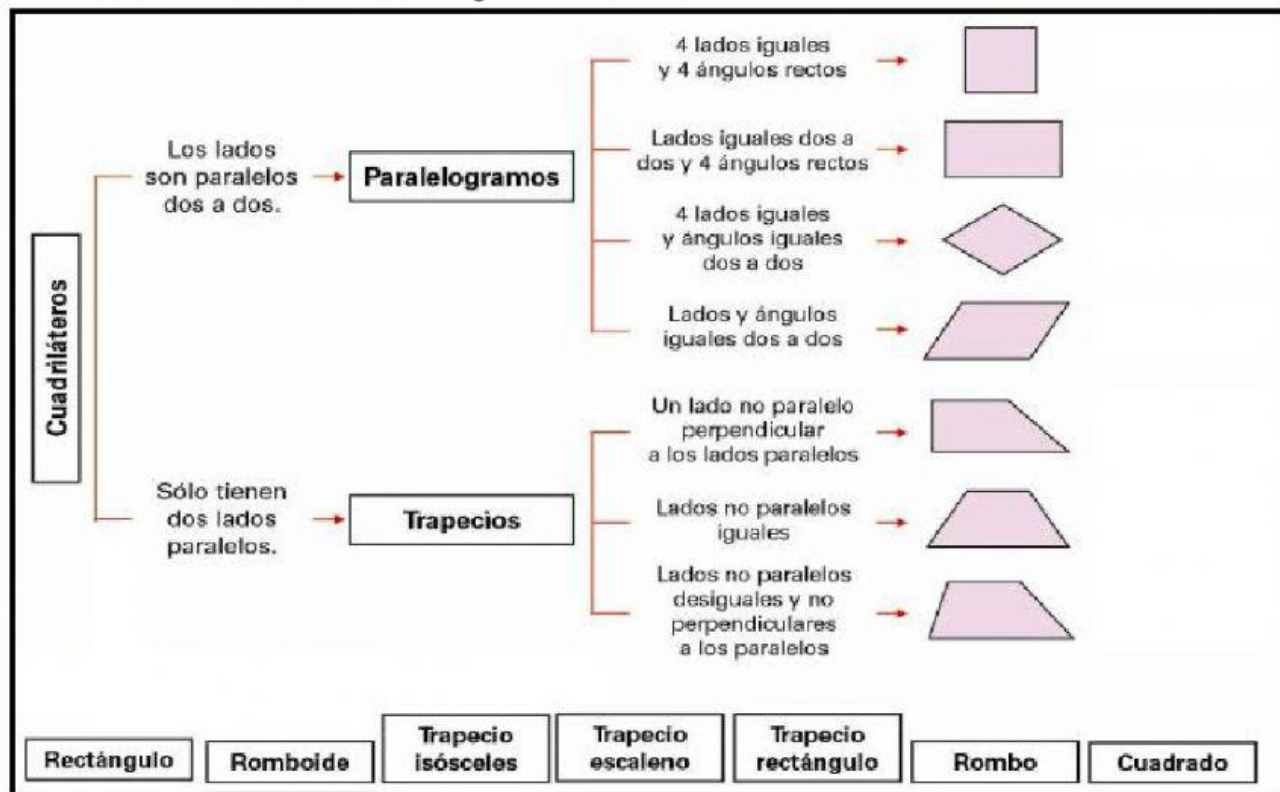 4 lados iguales
y 4 ángulos rectos
Los lados
son paralelos
dos a dos.
Paralelogramos
Lados iguales dos a
dos y 4 ángulos rectos
4 lados iguales
y ángulos iguales
dos a dos
Lados y ángulos
iguales dos a dos
Cuadriláteros
Un lado no paralelo
perpendicular
a los lados paralelos
Sólo tienen
dos lados
paralelos.
Trapecios
Lados no paralelos
iguales
Lados no paralelos
desiguales y no
perpendiculares
a los paralelos
Rectángulo
Romboide
Trapecio
isósceles
Trapecio
escaleno
Trapecio
rectángulo
Rombo
Cuadrado